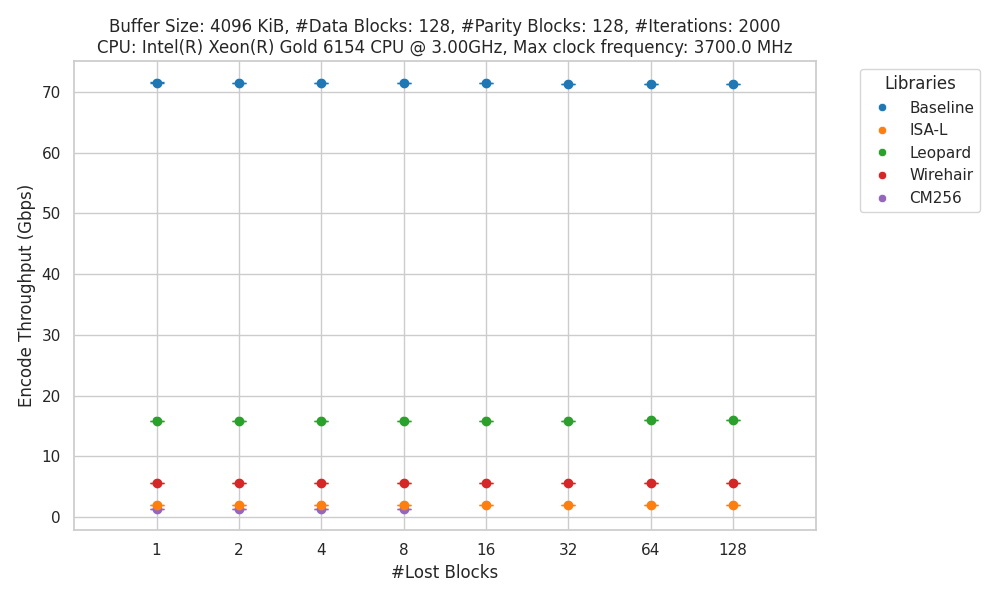 Buffer Size: 4096 KiB, #Data Blocks: 128, #Parity Blocks: 128, #Iterations: 2000
CPU: Intel(R) Xeon(R) Gold 6154 CPU @ 3.00GHz, Max clock frequency: 3700.0 MHz
Encode Throughput (Gbps)
70
60
50
40
30
20
10
0
1 2 4 8 16 32 64 128
#Lost Blocks
Libraries
Baseline
ISA-L
Leopard
Wirehair
CM256